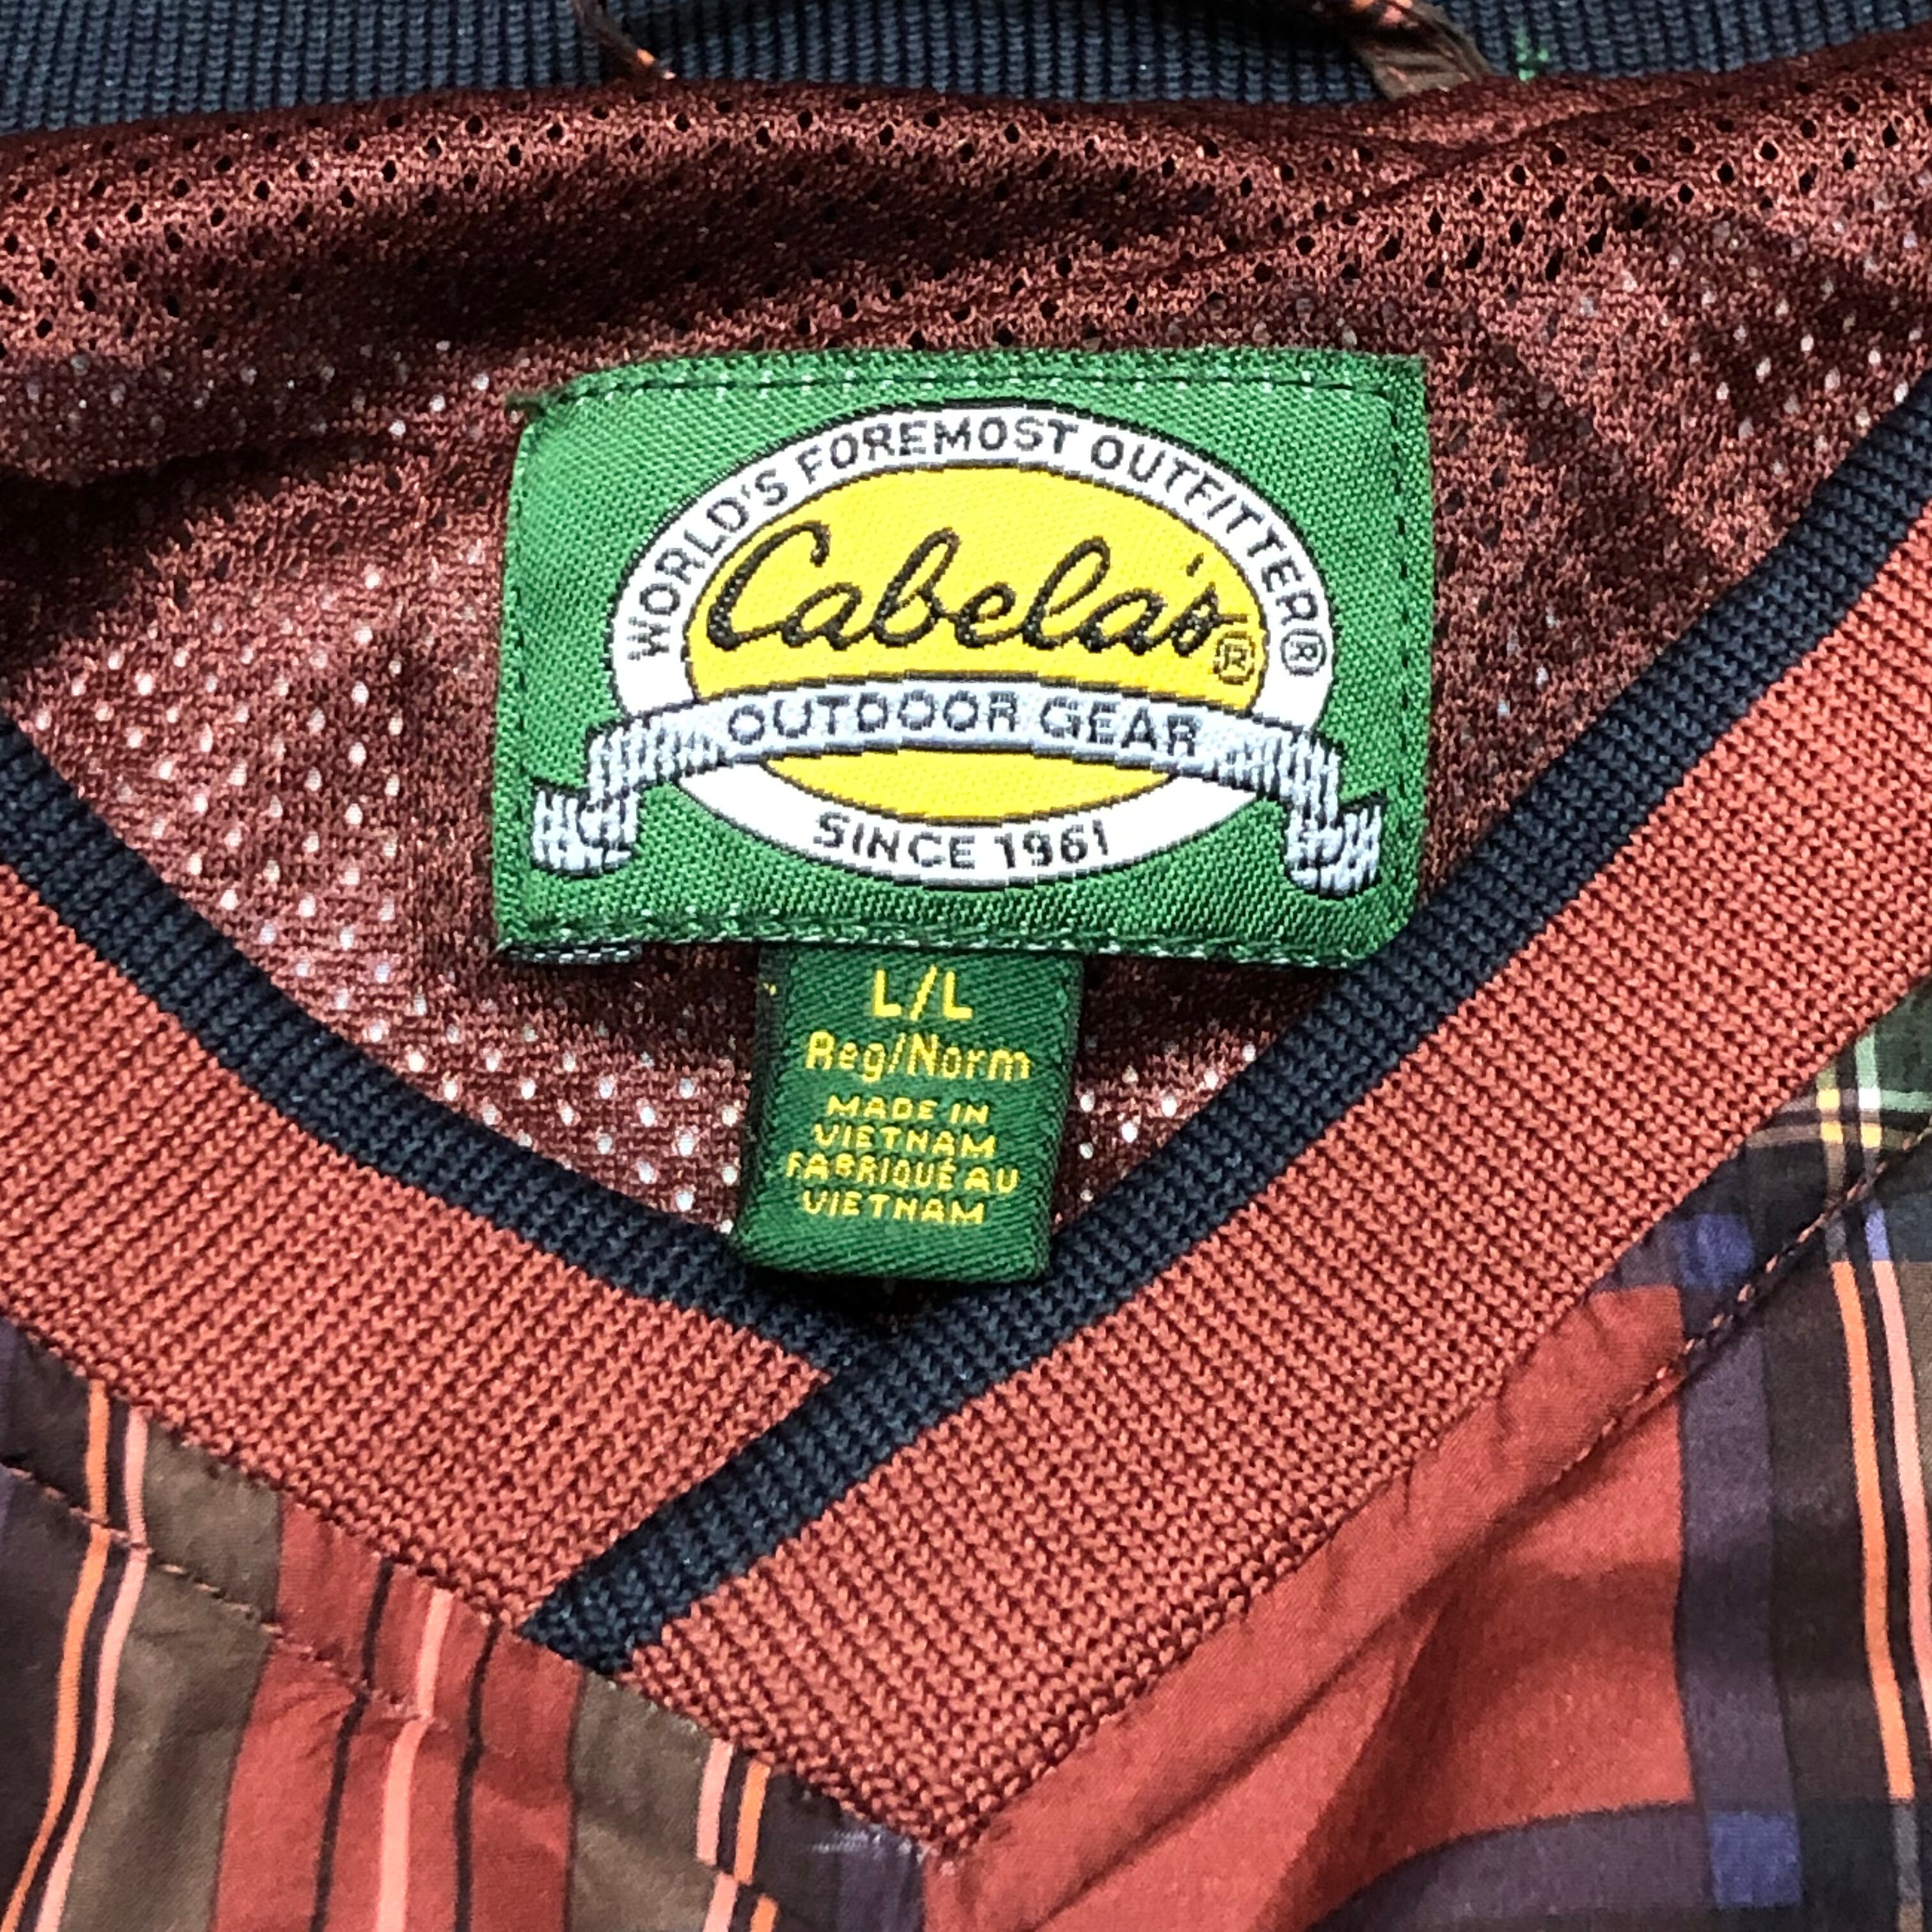 WORLD'S FOREMOST OUTFITTER®
Cabela's®
OUTDOOR GEAR
SINCE 1961
L/L
Reg/Norm
MADE IN
VIETNAM
FABRIQUÉ AU
VIETNAM